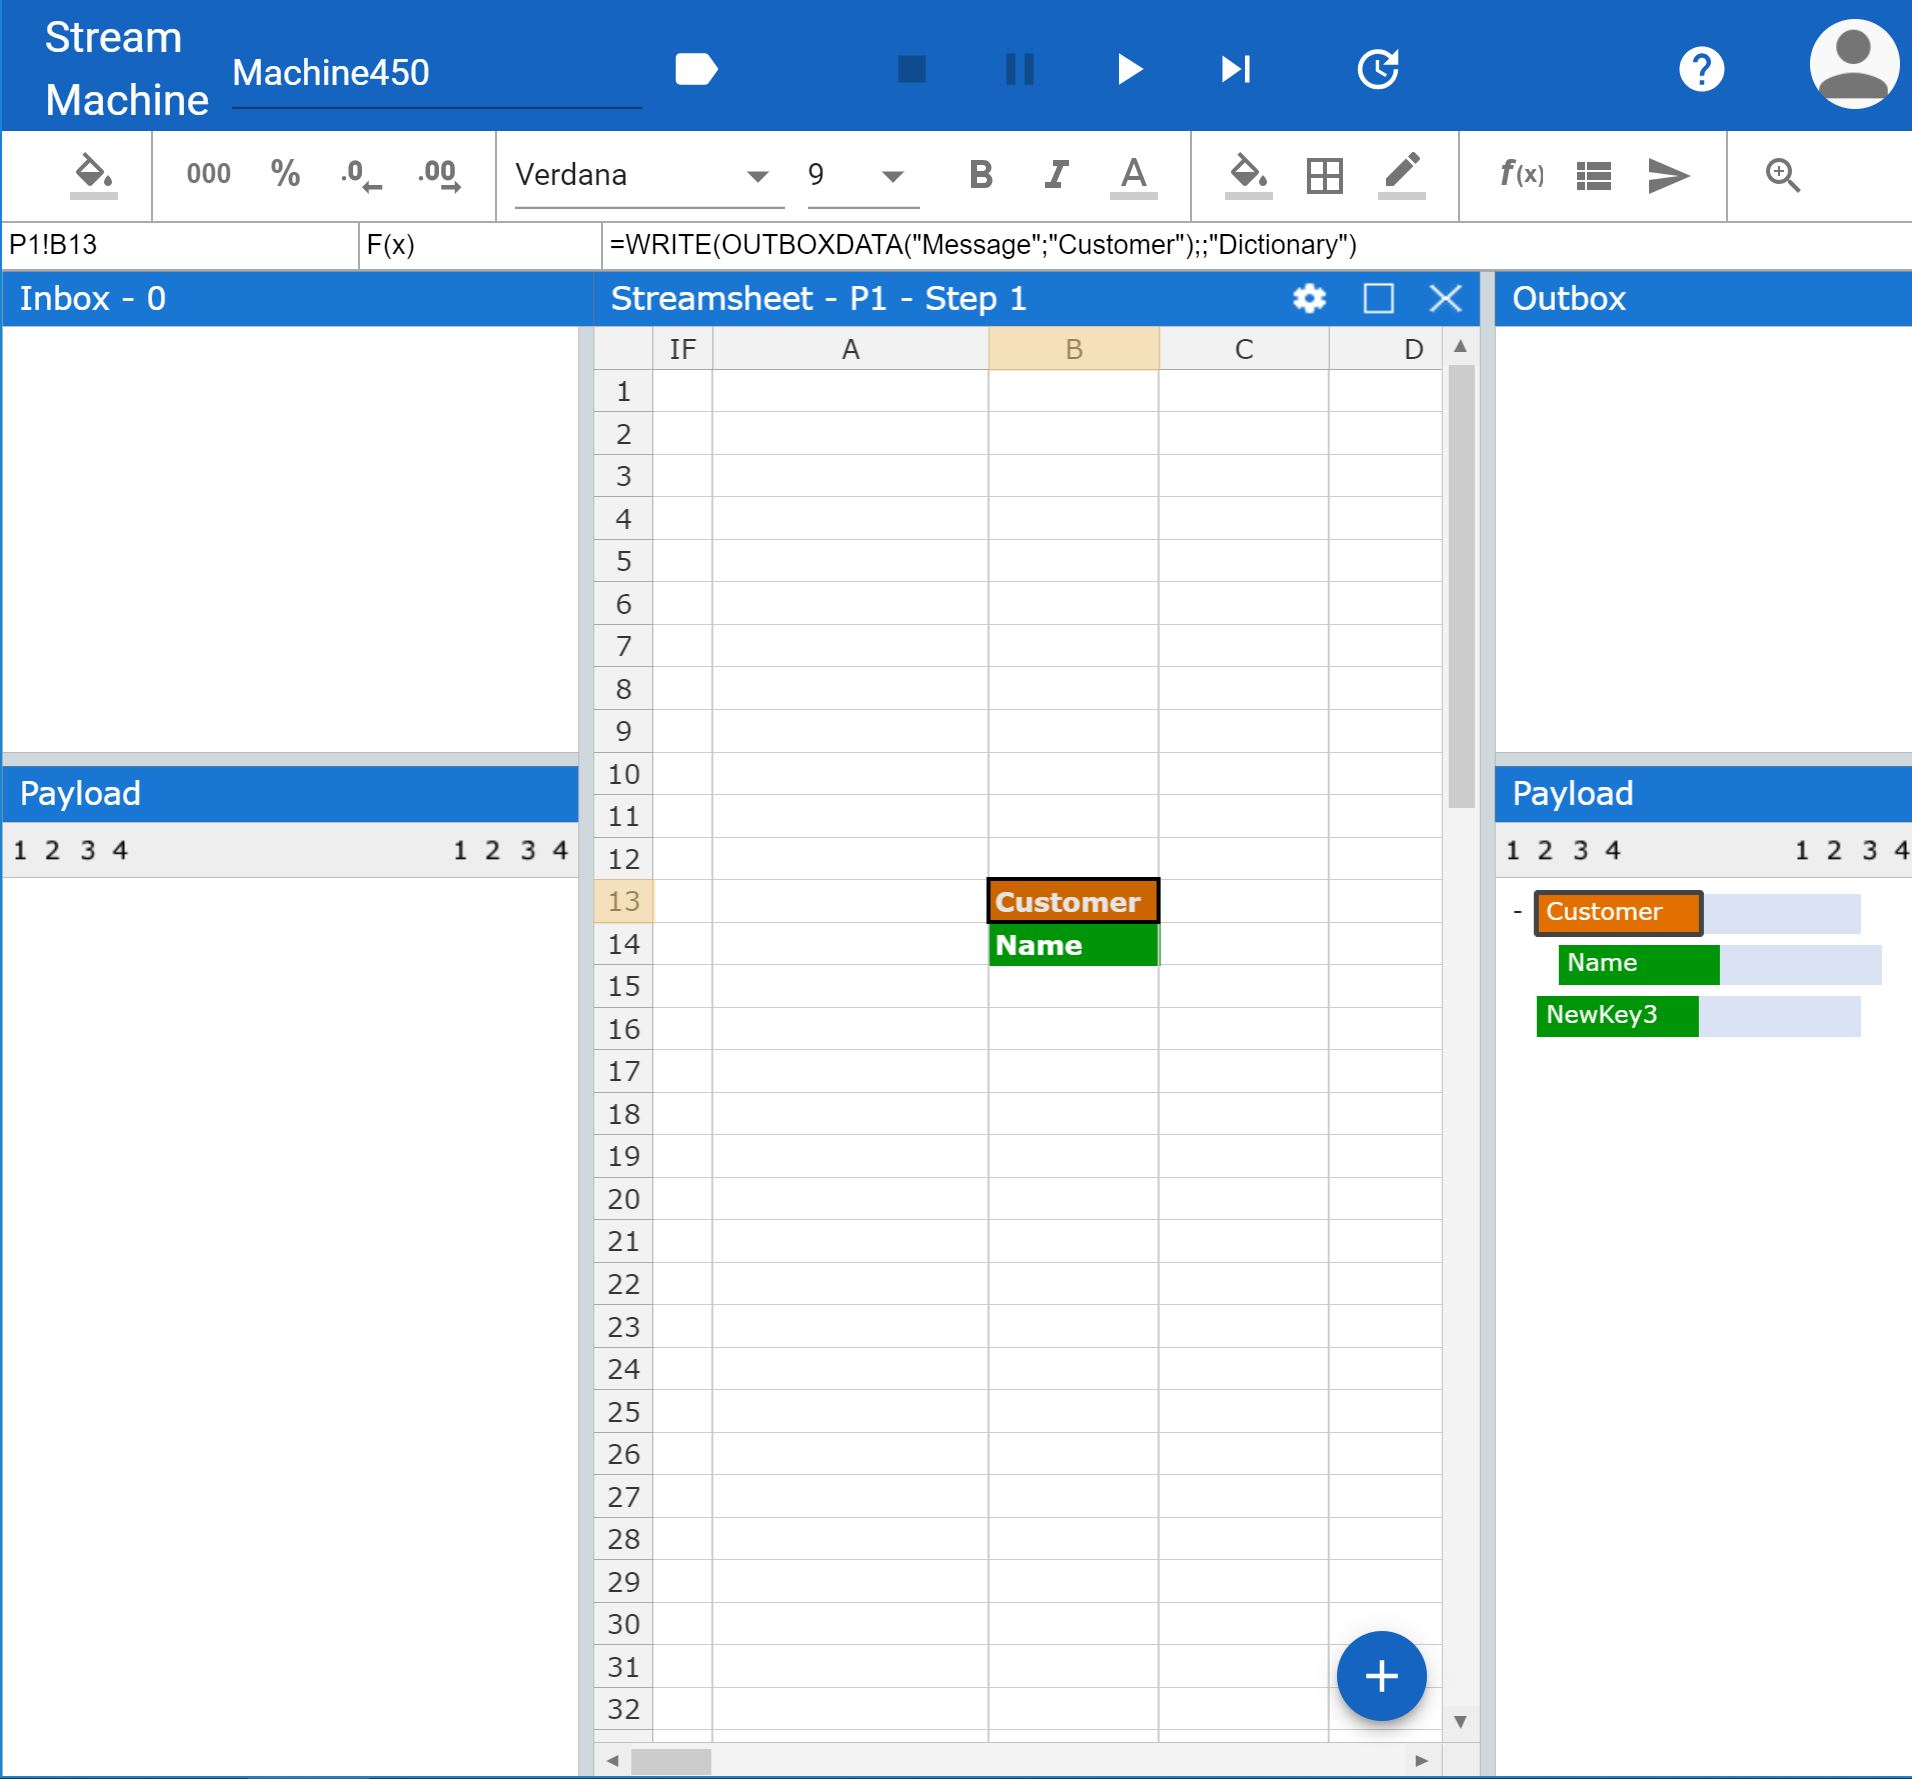 Stream
Machine
Machine450
?
000 % .0 .00 Verdana 9 B I A f(x)
P1!B13 F(x) =WRITE(OUTBOXDATA("Message";"Customer");;"Dictionary")
Inbox - 0
Streamsheet - P1 - Step 1
Outbox
IF A B C D
1
2
3
4
5
6
7
8
9
10
11
12
13 Customer
14 Name
15
16
17
18
19
20
21
22
23
24
25
26
27
28
29
30
31
32
+
Payload
1 2 3 4 1 2 3 4
Payload
1 2 3 4 1 2 3 4
- Customer
Name
NewKey3